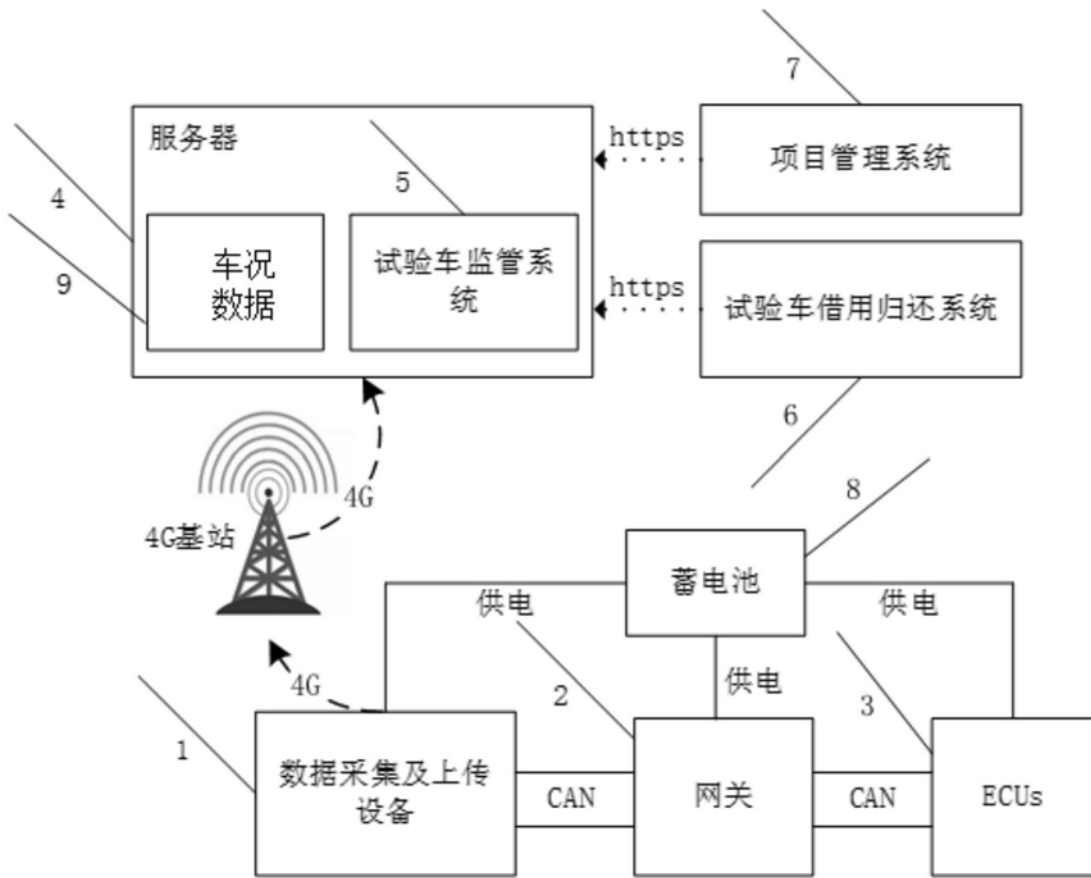 7
服务器
https
项目管理系统
5
4
车况
数据
试验车监管系
统
9
https
试验车借用归还系统
6
8
4G
4G基站
蓄电池
供电
供电
4G
2
供电
3
1
数据采集及上传
设备
CAN
网关
CAN
ECUs